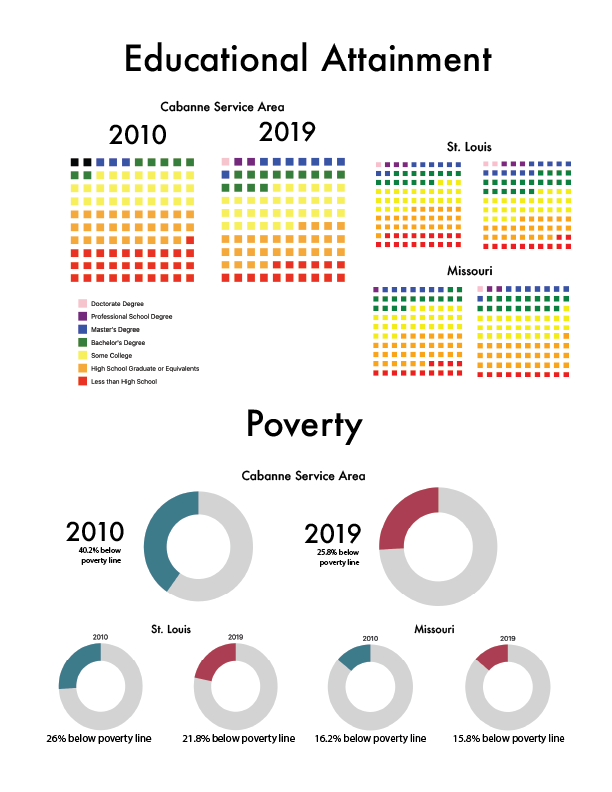 Educational Attainment
Cabanne Service Area
2010
2019
St. Louis
Missouri
Doctorate Degree
Professional School Degree
Master's Degree
Bachelor's Degree
Some College
High School Graduate or Equivalents
Less than High School
Poverty
Cabanne Service Area
2010
40.2% below
poverty line
2019
25.8% below
poverty line
St. Louis
2010
2019
26% below poverty line
21.8% below poverty line
Missouri
2010
2019
16.2% below poverty line
15.8% below poverty line